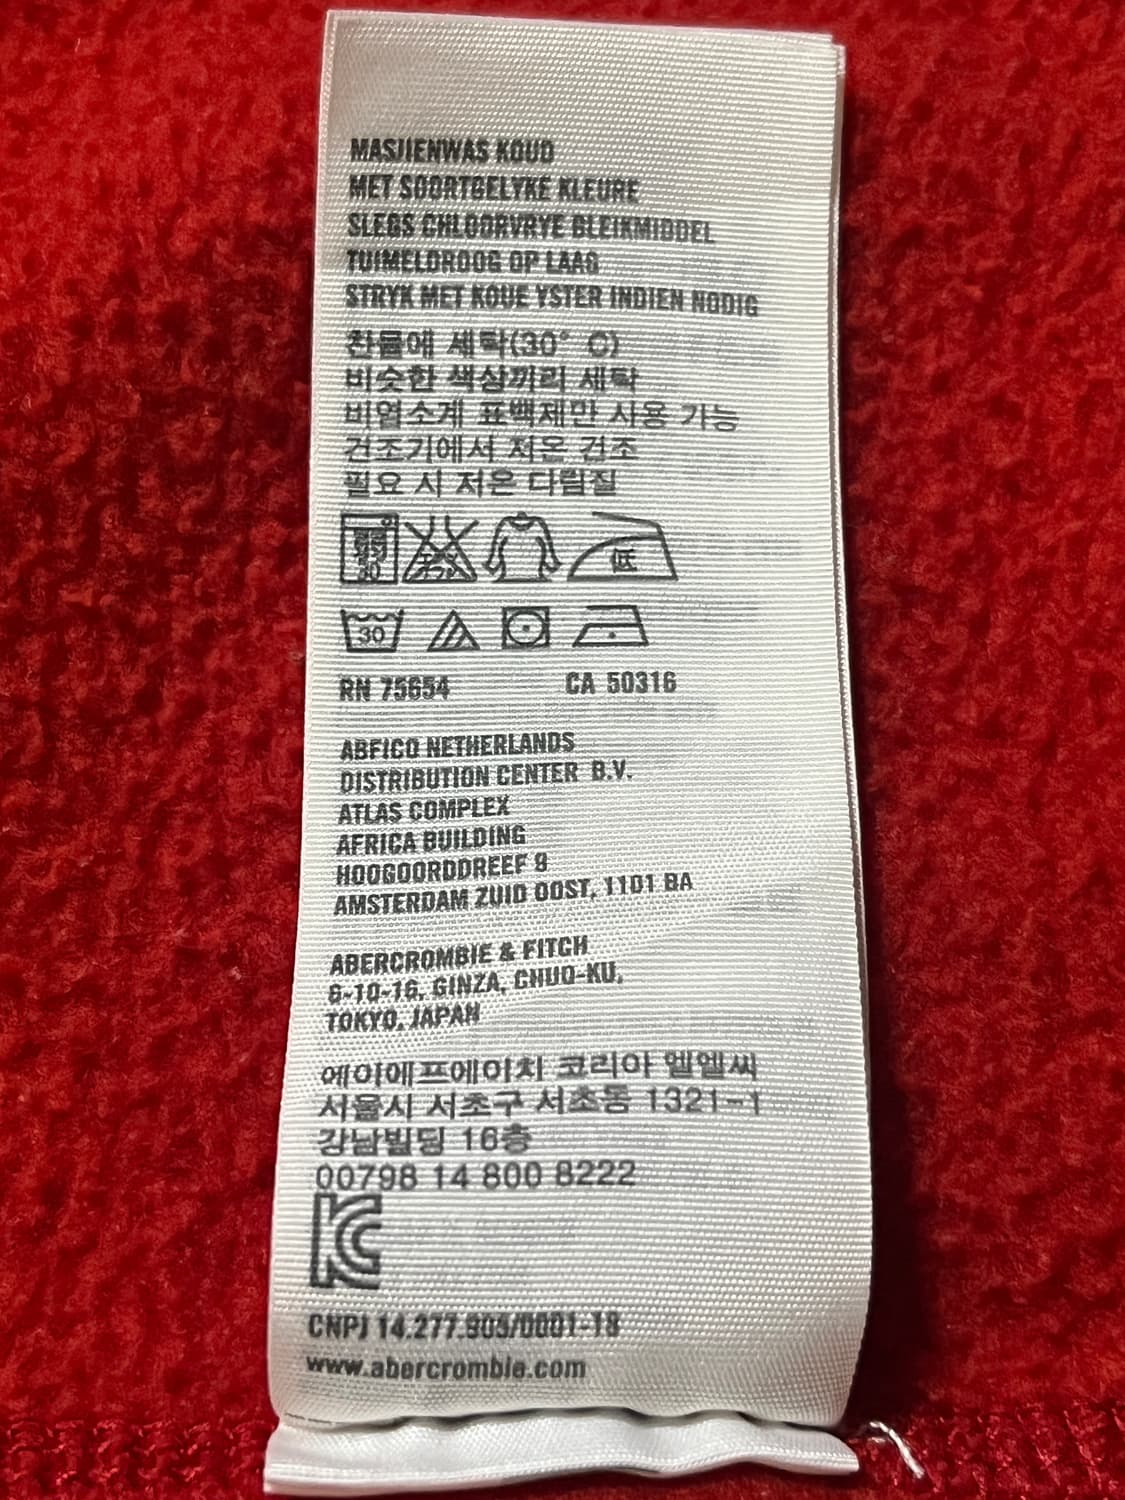 MASJIENWAS KOUD
MET SOORTGELYKE KLEURE
SLEGS CHLOORVRYE BLEIKMIDDEL
TUIMELDROOG OP LAAG
STRYK MET KOUE YSTER INDIEN NODIG
찬물에 세탁(30° C)
비슷한 색상끼리 세탁
비염소계 표백제만 사용 가능
건조기에서 저온 건조
필요 시 저온 다림질
30 低
30
RN 75654 CA 50316
ABFICO NETHERLANDS
DISTRIBUTION CENTER B.V.
ATLAS COMPLEX
AFRICA BUILDING
HOOGOORDDREEF 9
AMSTERDAM ZUID OOST, 1101 BA
ABERCROMBIE & FITCH
6-10-16, GINZA, CHUO-KU,
TOKYO, JAPAN
에이에프에이치 코리아 엘엘씨
서울시 서초구 서초동 1321-1
강남빌딩 16층
00798 14 800 8222
KC
CNPJ 14.277.905/0001-18
www.abercrombie.com